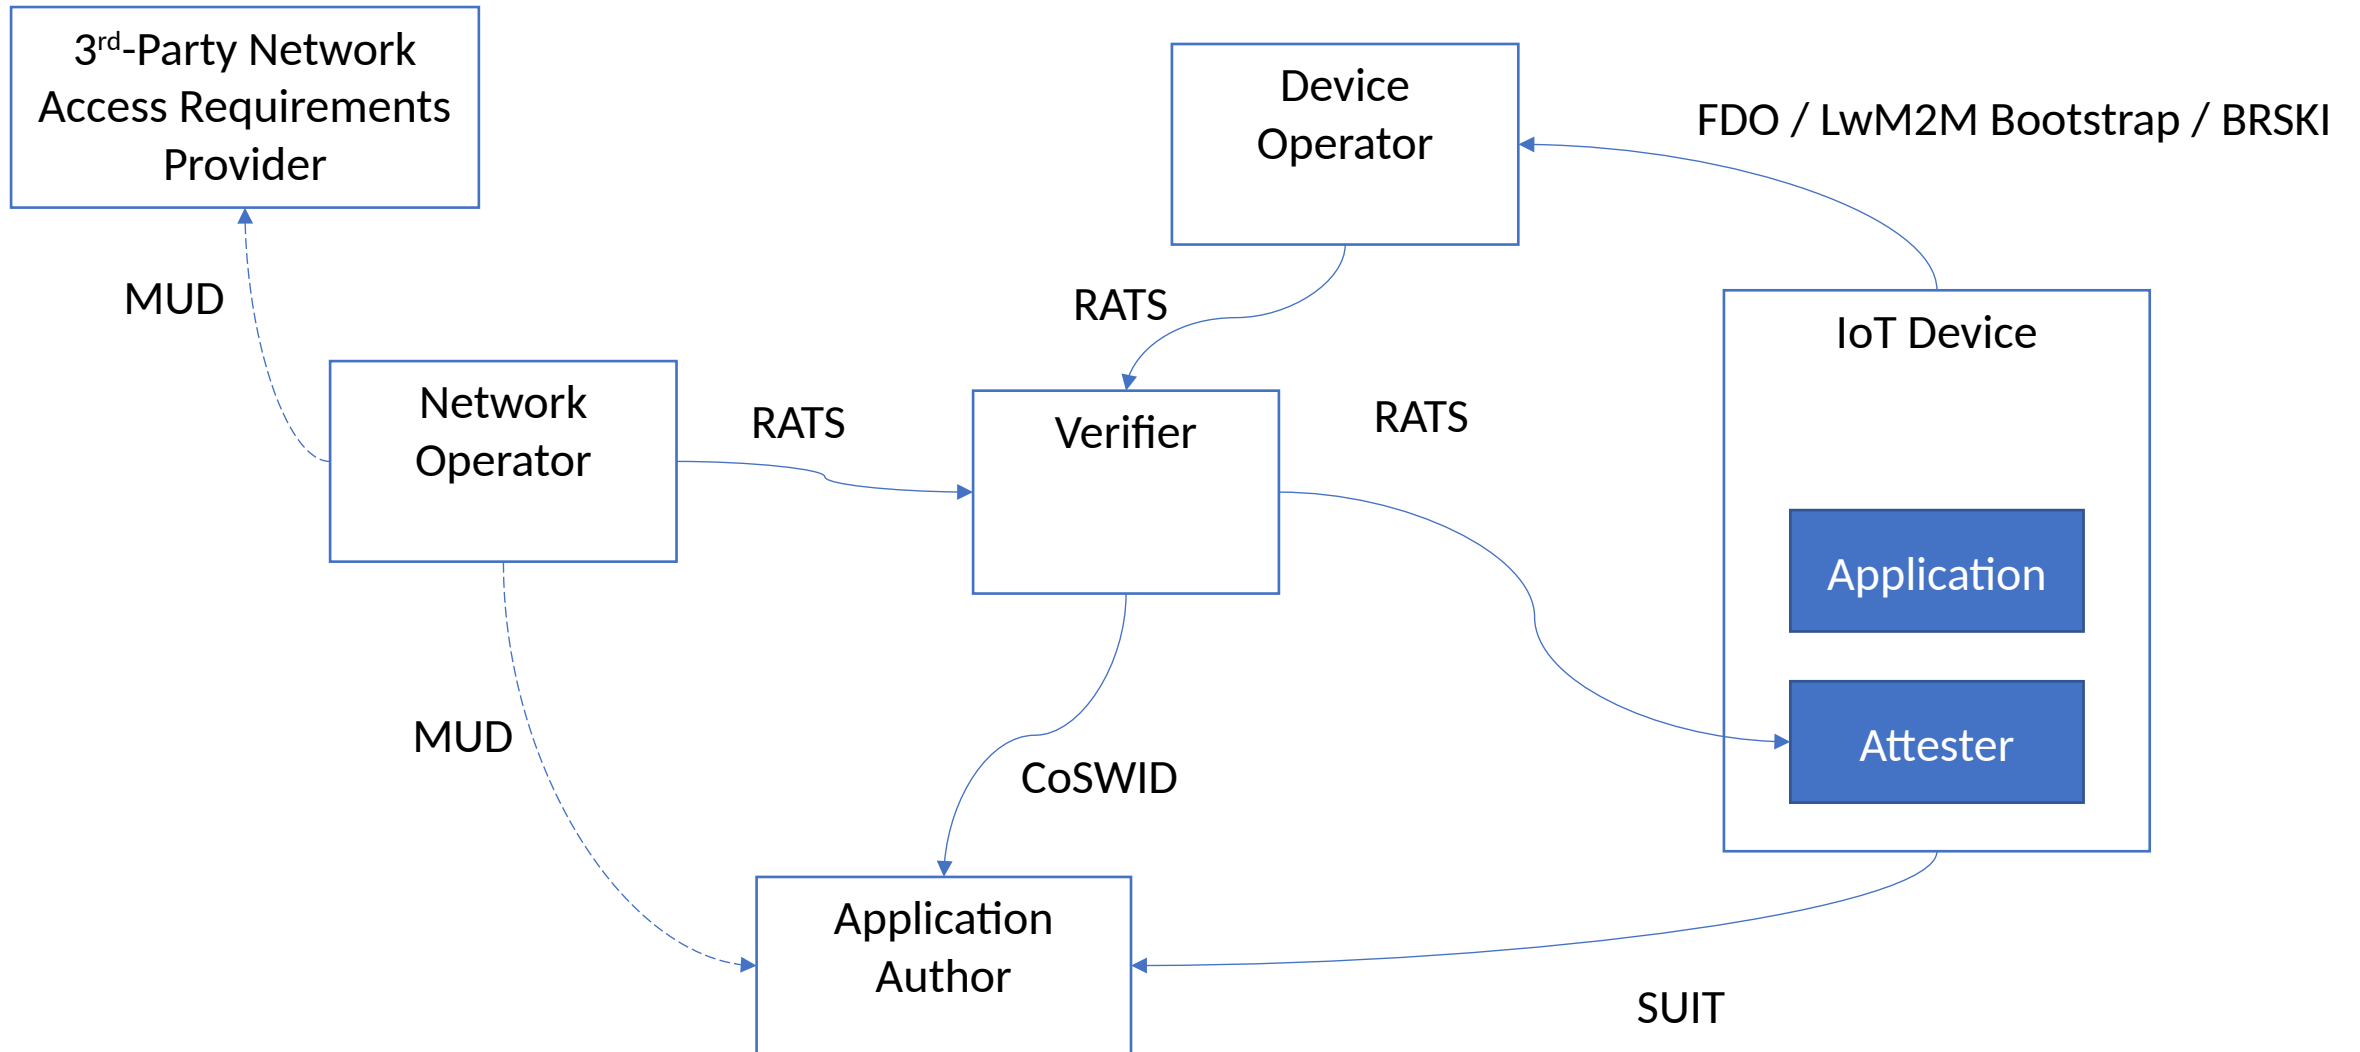 3rd-Party Network
Access Requirements
Provider
Device
Operator
FDO / LwM2M Bootstrap / BRSKI
MUD
RATS
IoT Device
Network
Operator
RATS
Verifier
RATS
Application
Attester
MUD
CoSWID
Application
Author
SUIT